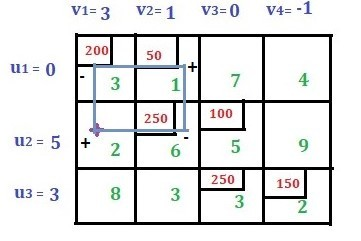 v1= 3 v2= 1 v3= 0 v4= -1
200 50
u1 = 0 - 3 + 1 7 4
250 100
u2 = 5 + 2 - 6 5 9
250 150
u3 = 3 8 3 3 2